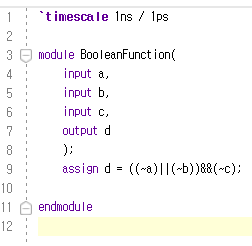 1 `timescale 1ns / 1ps
2
3 module BooleanFunction(
4 input a,
5 input b,
6 input c,
7 output d
8 );
9 assign d = ((~a)||(~b))&&(~c);
10
11 endmodule
12